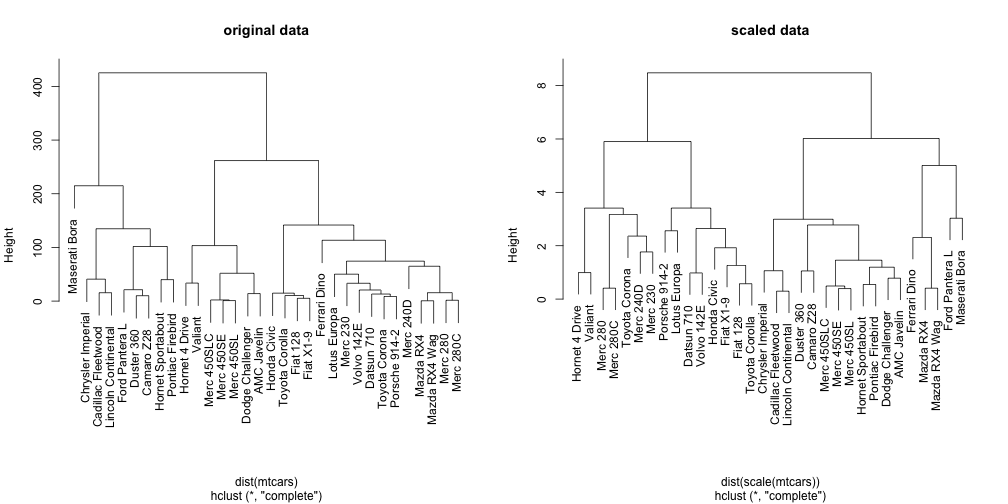 original data
Height
0
100
200
300
400
Maserati Bora
Chrysler Imperial
Cadillac Fleetwood
Lincoln Continental
Ford Pantera L
Duster 360
Camaro Z28
Hornet Sportabout
Pontiac Firebird
Hornet 4 Drive
Valiant
Merc 450SLC
Merc 450SE
Merc 450SL
Dodge Challenger
AMC Javelin
Honda Civic
Toyota Corolla
Fiat 128
Fiat X1-9
Ferrari Dino
Lotus Europa
Merc 230
Volvo 142E
Datsun 710
Toyota Corona
Porsche 914-2
Merc 240D
Mazda RX4
Mazda RX4 Wag
Merc 280
Merc 280C
dist(mtcars)
hclust (*, "complete")
scaled data
Height
0
2
4
6
8
Hornet 4 Drive
Valiant
Merc 280
Merc 280C
Toyota Corona
Merc 240D
Merc 230
Porsche 914-2
Lotus Europa
Datsun 710
Volvo 142E
Honda Civic
Fiat X1-9
Fiat 128
Toyota Corolla
Chrysler Imperial
Cadillac Fleetwood
Lincoln Continental
Duster 360
Camaro Z28
Merc 450SLC
Merc 450SE
Merc 450SL
Hornet Sportabout
Pontiac Firebird
Dodge Challenger
AMC Javelin
Ferrari Dino
Mazda RX4
Mazda RX4 Wag
Ford Pantera L
Maserati Bora
dist(scale(mtcars))
hclust (*, "complete")